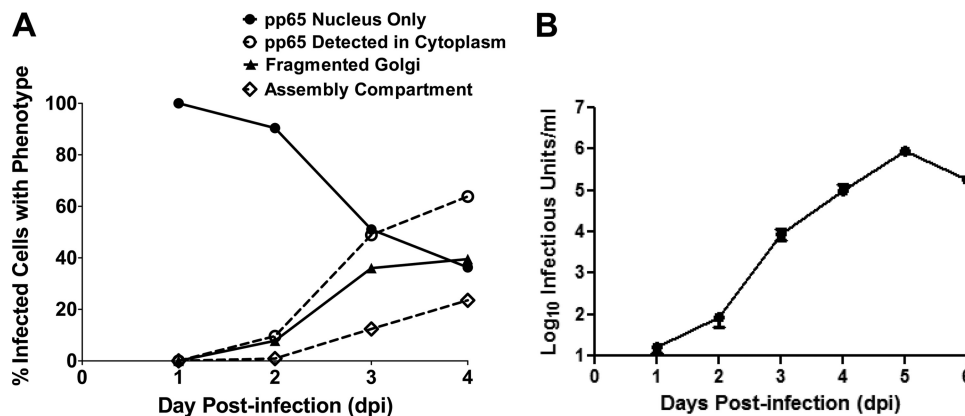 A
pp65 Nucleus Only
pp65 Detected in Cytoplasm
Fragmented Golgi
Assembly Compartment
% Infected Cells with Phenotype
100
80
60
40
20
0
0 1 2 3 4
Day Post-infection (dpi)
B
Log10 Infectious Units/ml
7
6
5
4
3
2
1
0 1 2 3 4 5 6
Days Post-infection (dpi)